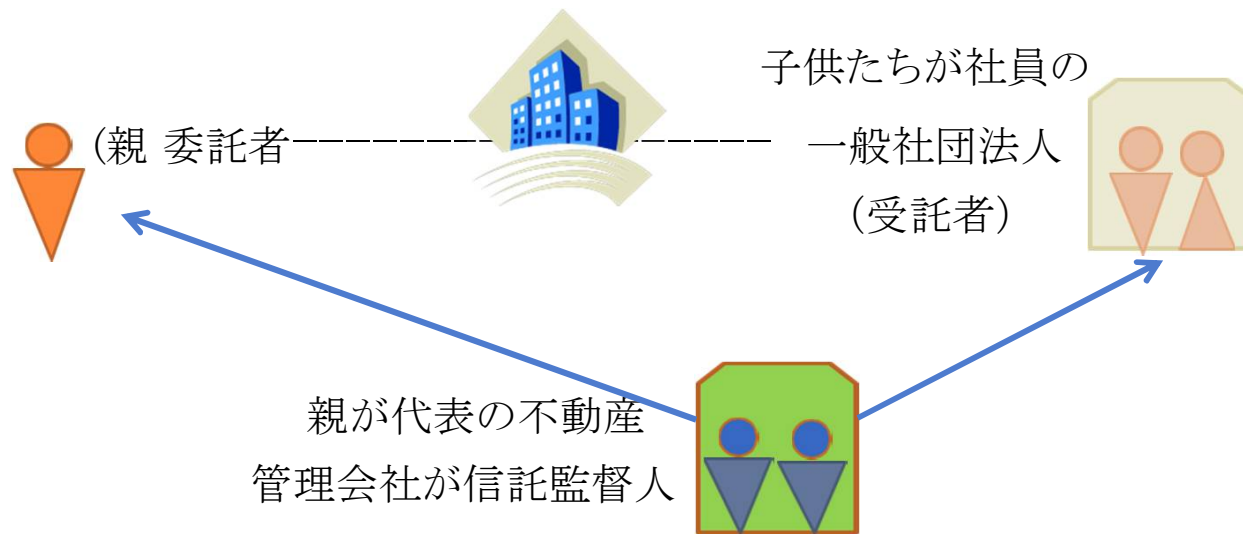 子供たちが社員の
(親 委託者
一般社団法人
(受託者)
親が代表の不動産
管理会社が信託監督人